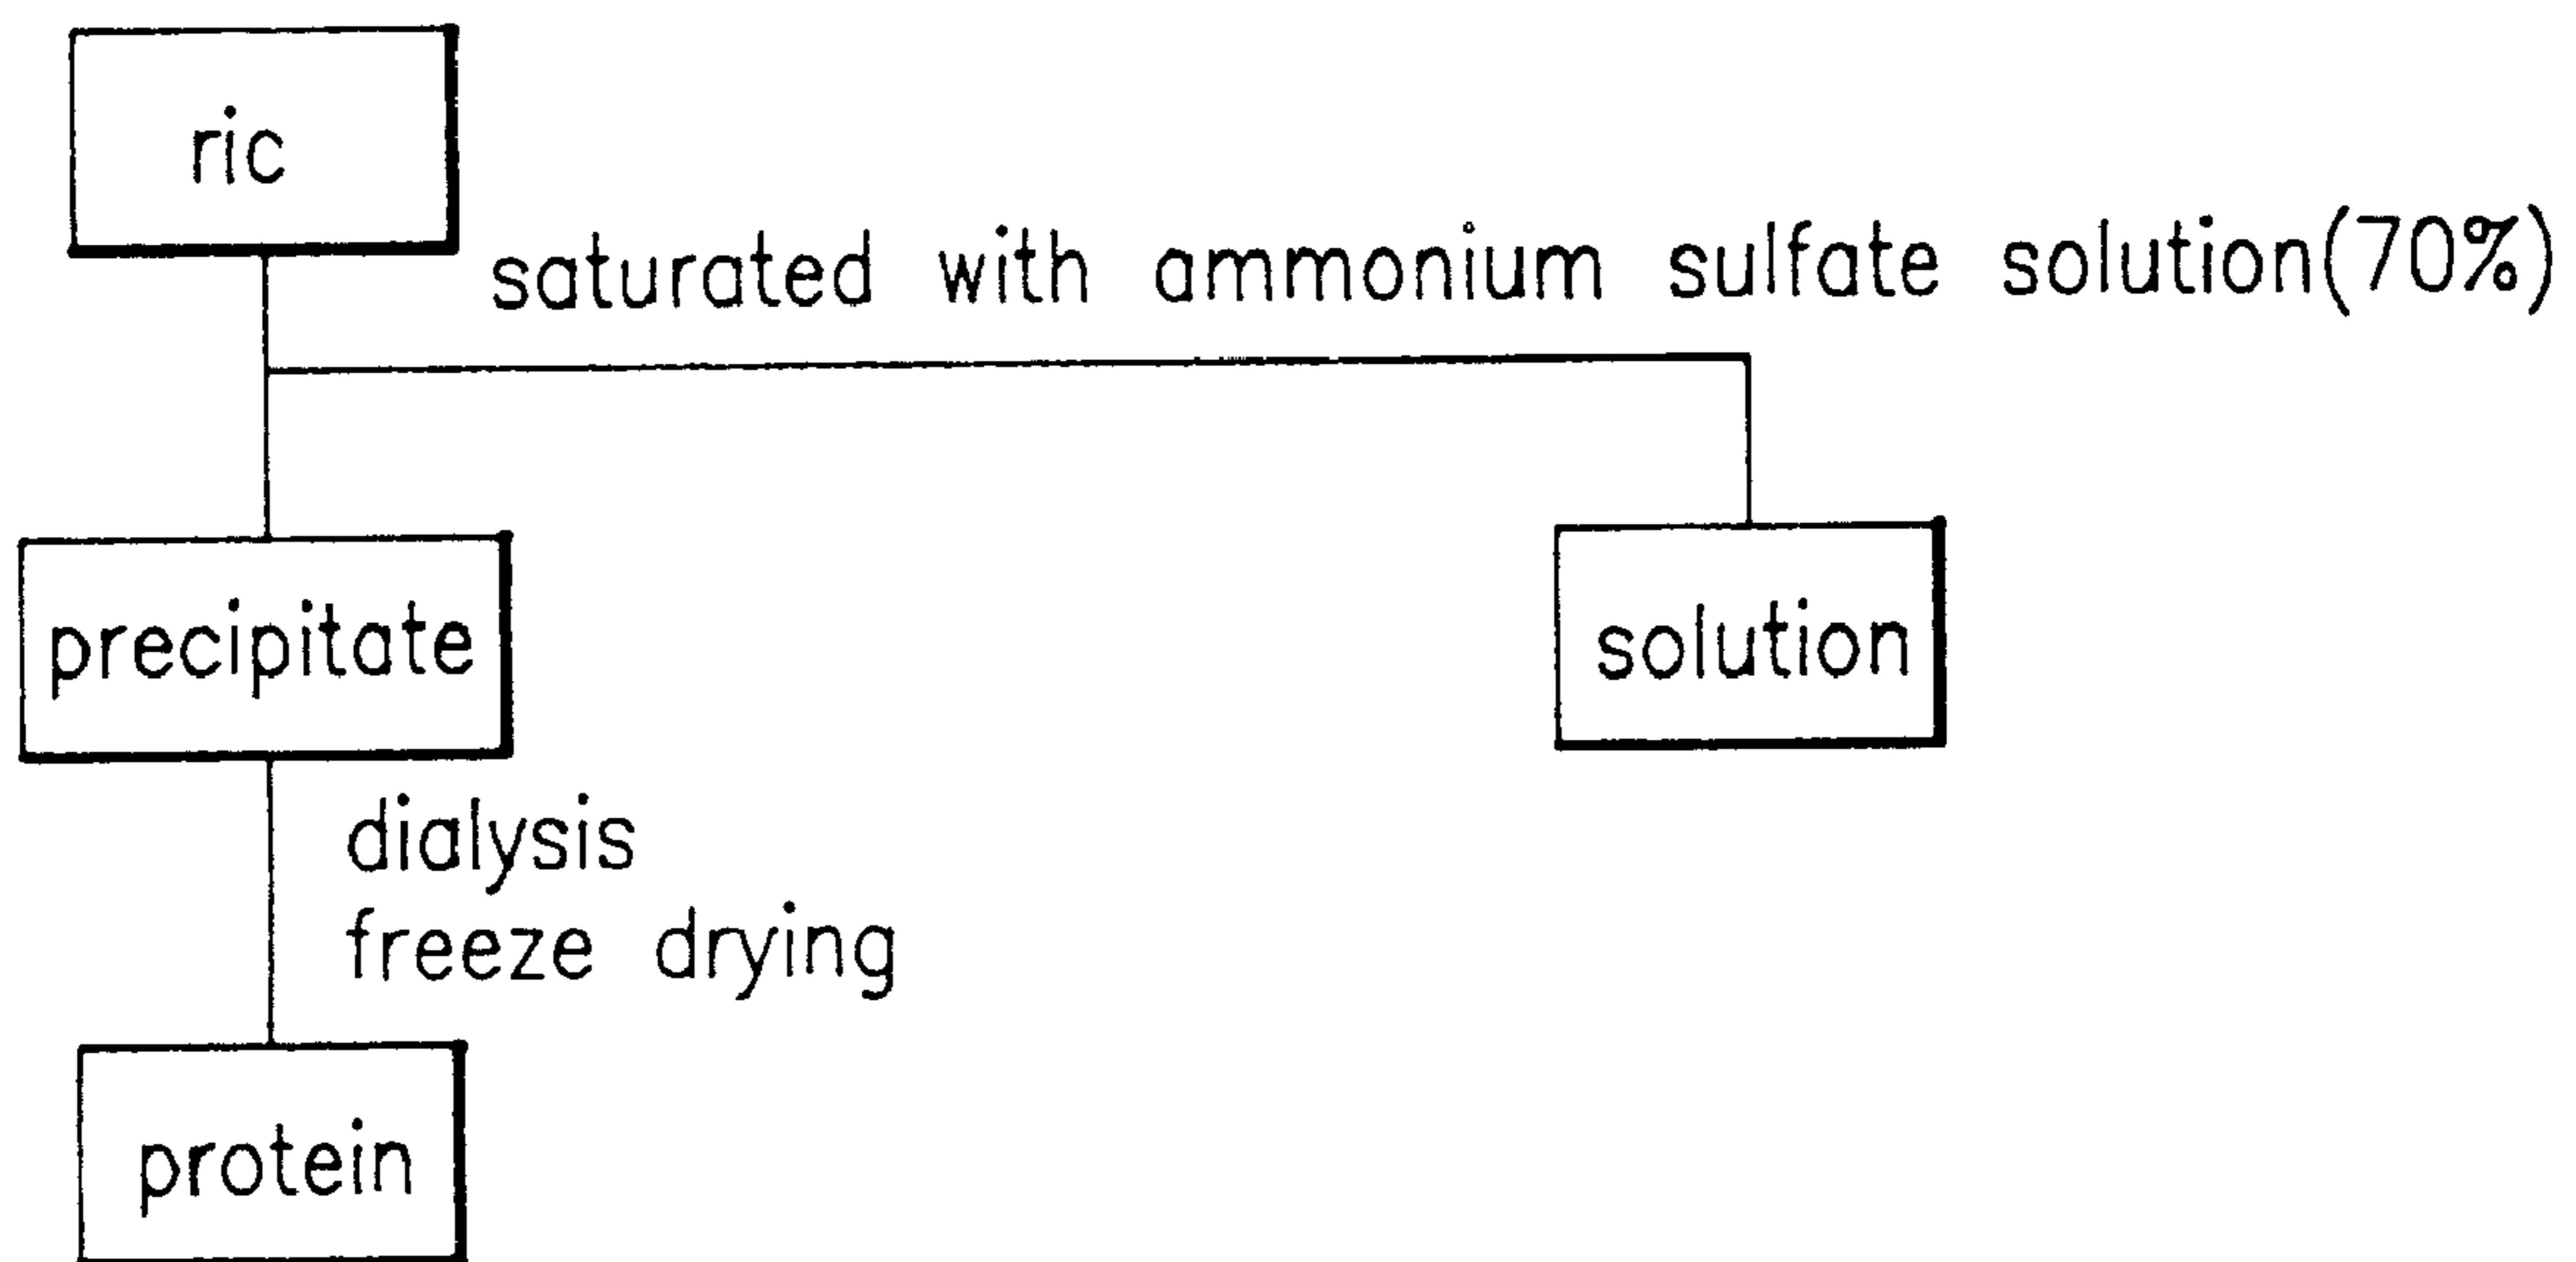 ric
saturated with ammonium sulfate solution(70%)
precipitate
solution
dialysis
freeze drying
protein